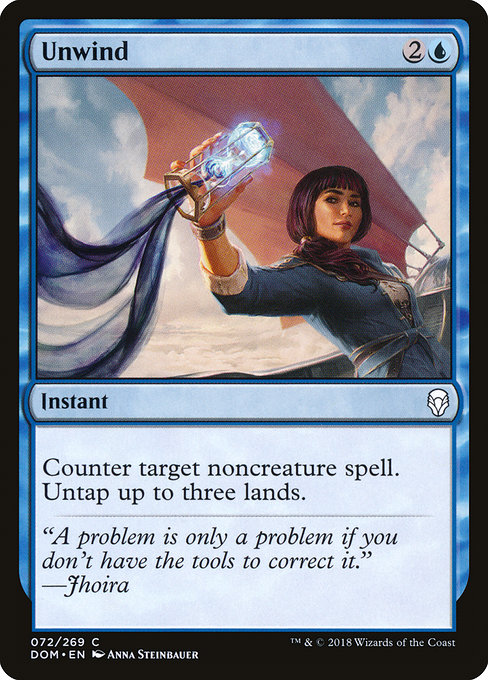 Unwind 2
Instant
Counter target noncreature spell.
Untap up to three lands.
“A problem is only a problem if you
don’t have the tools to correct it.”
—Jhoira
072/269 C
DOM • EN Anna Steinbauer
™ & © 2018 Wizards of the Coast